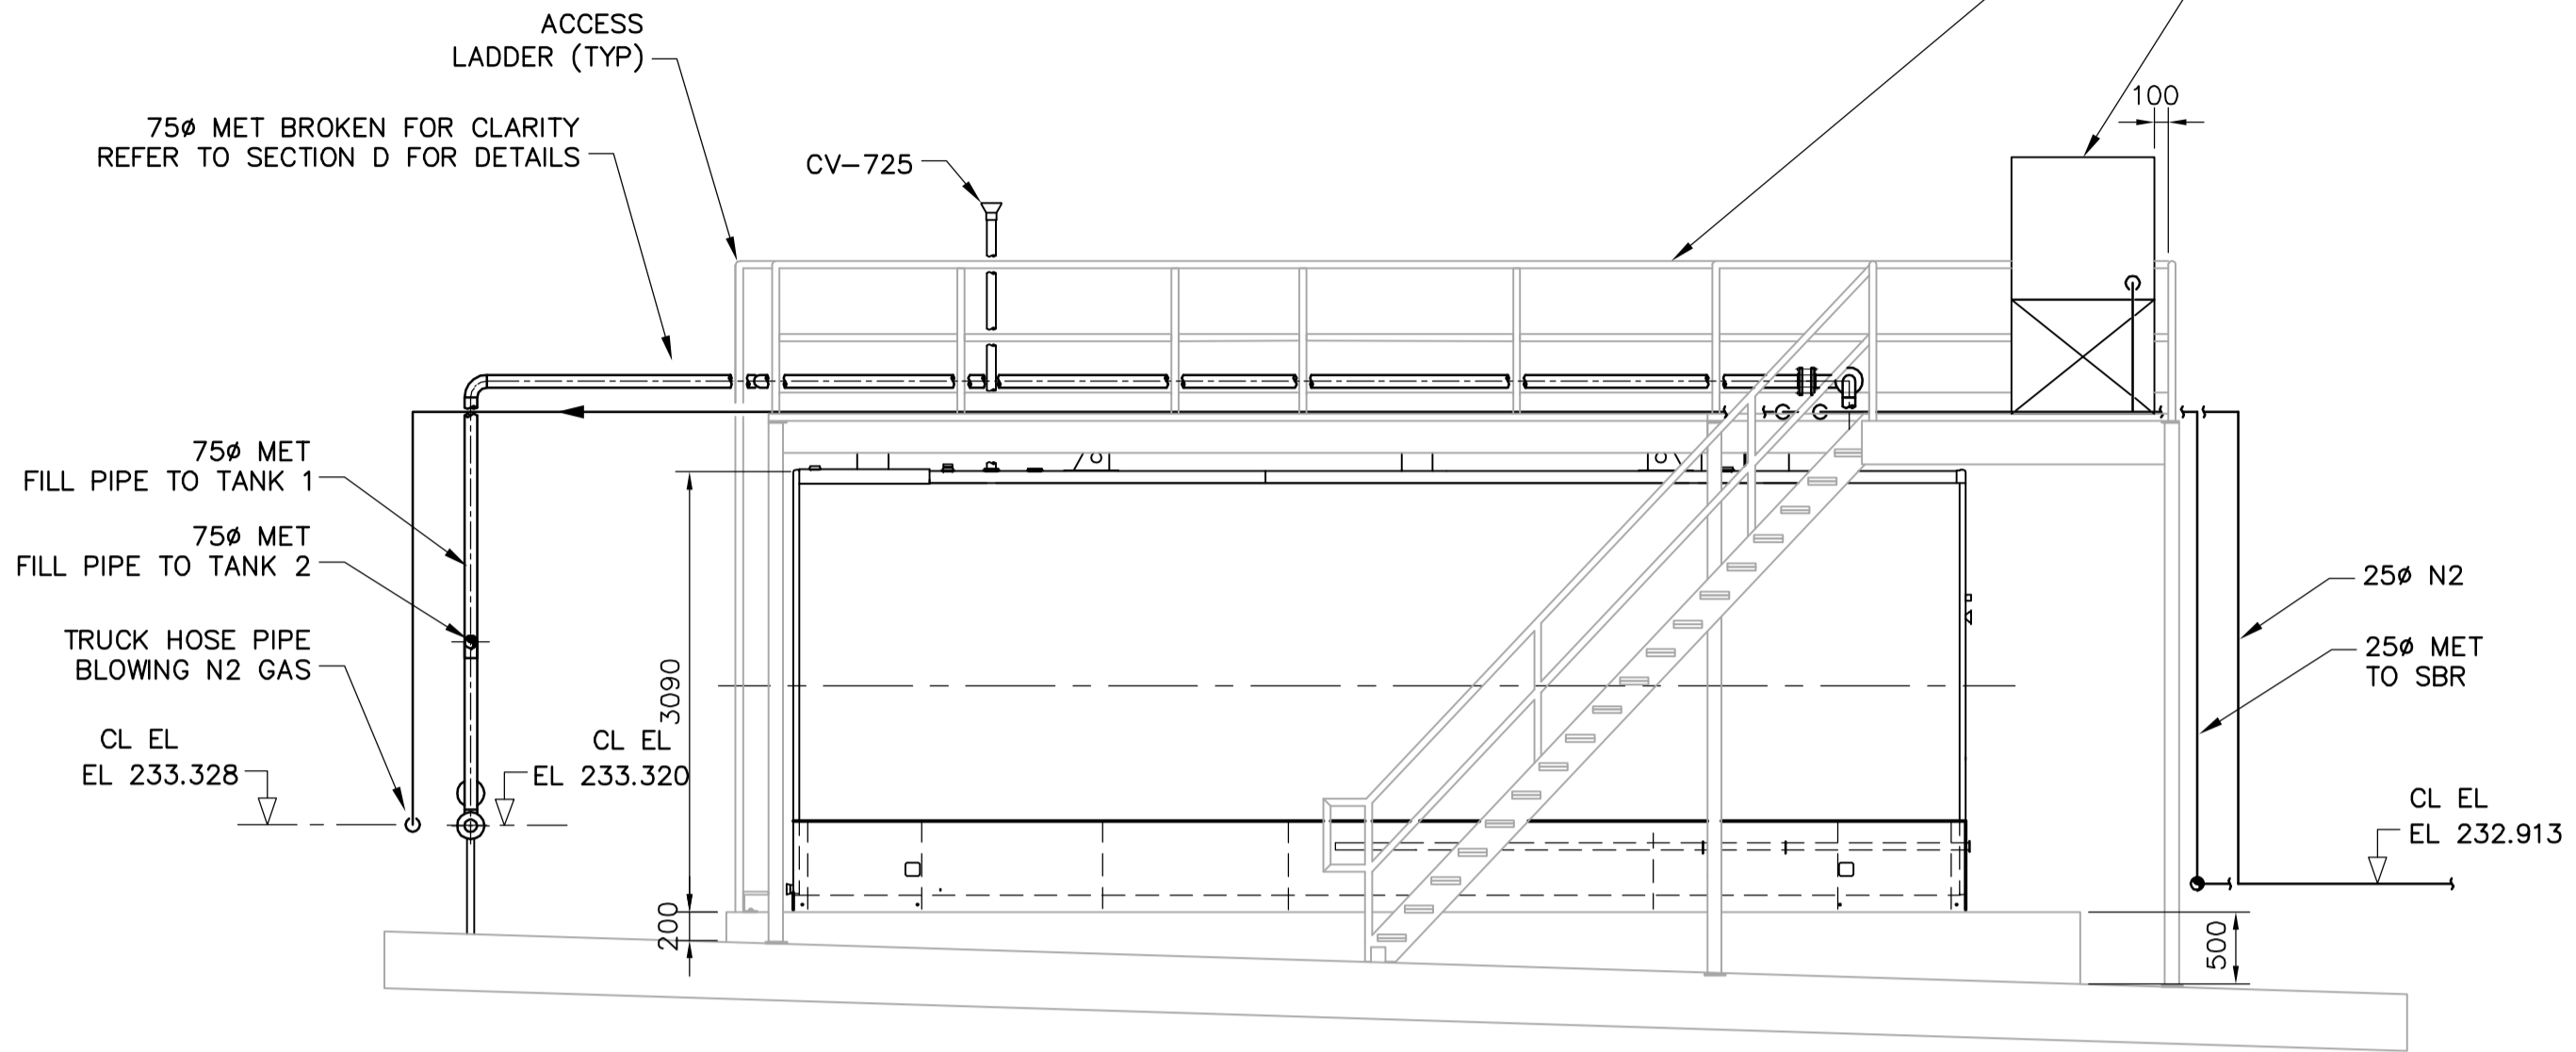 ACCESS
LADDER (TYP)
75ø MET BROKEN FOR CLARITY
REFER TO SECTION D FOR DETAILS
CV-725
100
75ø MET
FILL PIPE TO TANK 1
75ø MET
FILL PIPE TO TANK 2
TRUCK HOSE PIPE
BLOWING N2 GAS
CL EL
EL 233.328
CL EL
EL 233.320
3090
200
25ø N2
25ø MET
TO SBR
CL EL
EL 232.913
500